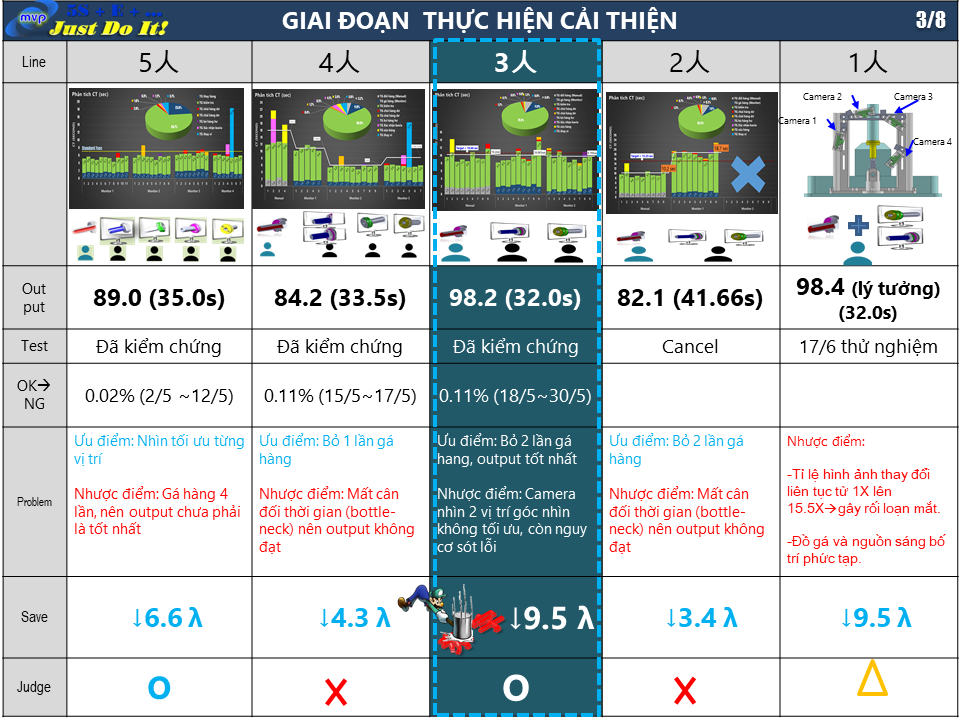 5S + E + ...
mvp
Just Do It!
GIAI ĐOẠN THỰC HIỆN CẢI THIỆN
3/8
Line
5人
4人
3人
2人
1人
Phân tích CT (sec)
Phân tích CT (sec)
Phân tích CT (sec)
Phân tích CT (sec)
Camera 2
Camera 3
Camera 1
Camera 4
Out
put
89.0 (35.0s)
84.2 (33.5s)
98.2 (32.0s)
82.1 (41.66s)
98.4 (lý tưởng)
(32.0s)
Test
Đã kiểm chứng
Đã kiểm chứng
Đã kiểm chứng
Cancel
17/6 thử nghiệm
OK→
NG
0.02% (2/5 ~12/5)
0.11% (15/5~17/5)
0.11% (18/5~30/5)
Problem
Ưu điểm: Nhìn tối ưu từng
vị trí
Nhược điểm: Gá hàng 4
lần, nên output chưa phải
là tốt nhất
Ưu điểm: Bỏ 1 lần gá
hàng
Nhược điểm: Mất cân
đối thời gian (bottle-
neck) nên output không
đạt
Ưu điểm: Bỏ 2 lần gá
hang, output tốt nhất
Nhược điểm: Camera
nhìn 2 vị trí góc nhìn
không tối ưu, còn nguy
cơ sót lỗi
Ưu điểm: Bỏ 2 lần gá
hàng
Nhược điểm: Mất cân
đối thời gian (bottle-
neck) nên output không
đạt
Nhược điểm:
-Tỉ lệ hình ảnh thay đổi
liên tục từ 1X lên
15.5X→gây rối loạn mắt.
-Đồ gá và nguồn sáng bố
trí phức tạp.
Save
↓6.6 λ
↓4.3 λ
↓9.5 λ
↓3.4 λ
↓9.5 λ
Judge
O
X
O
X
Δ